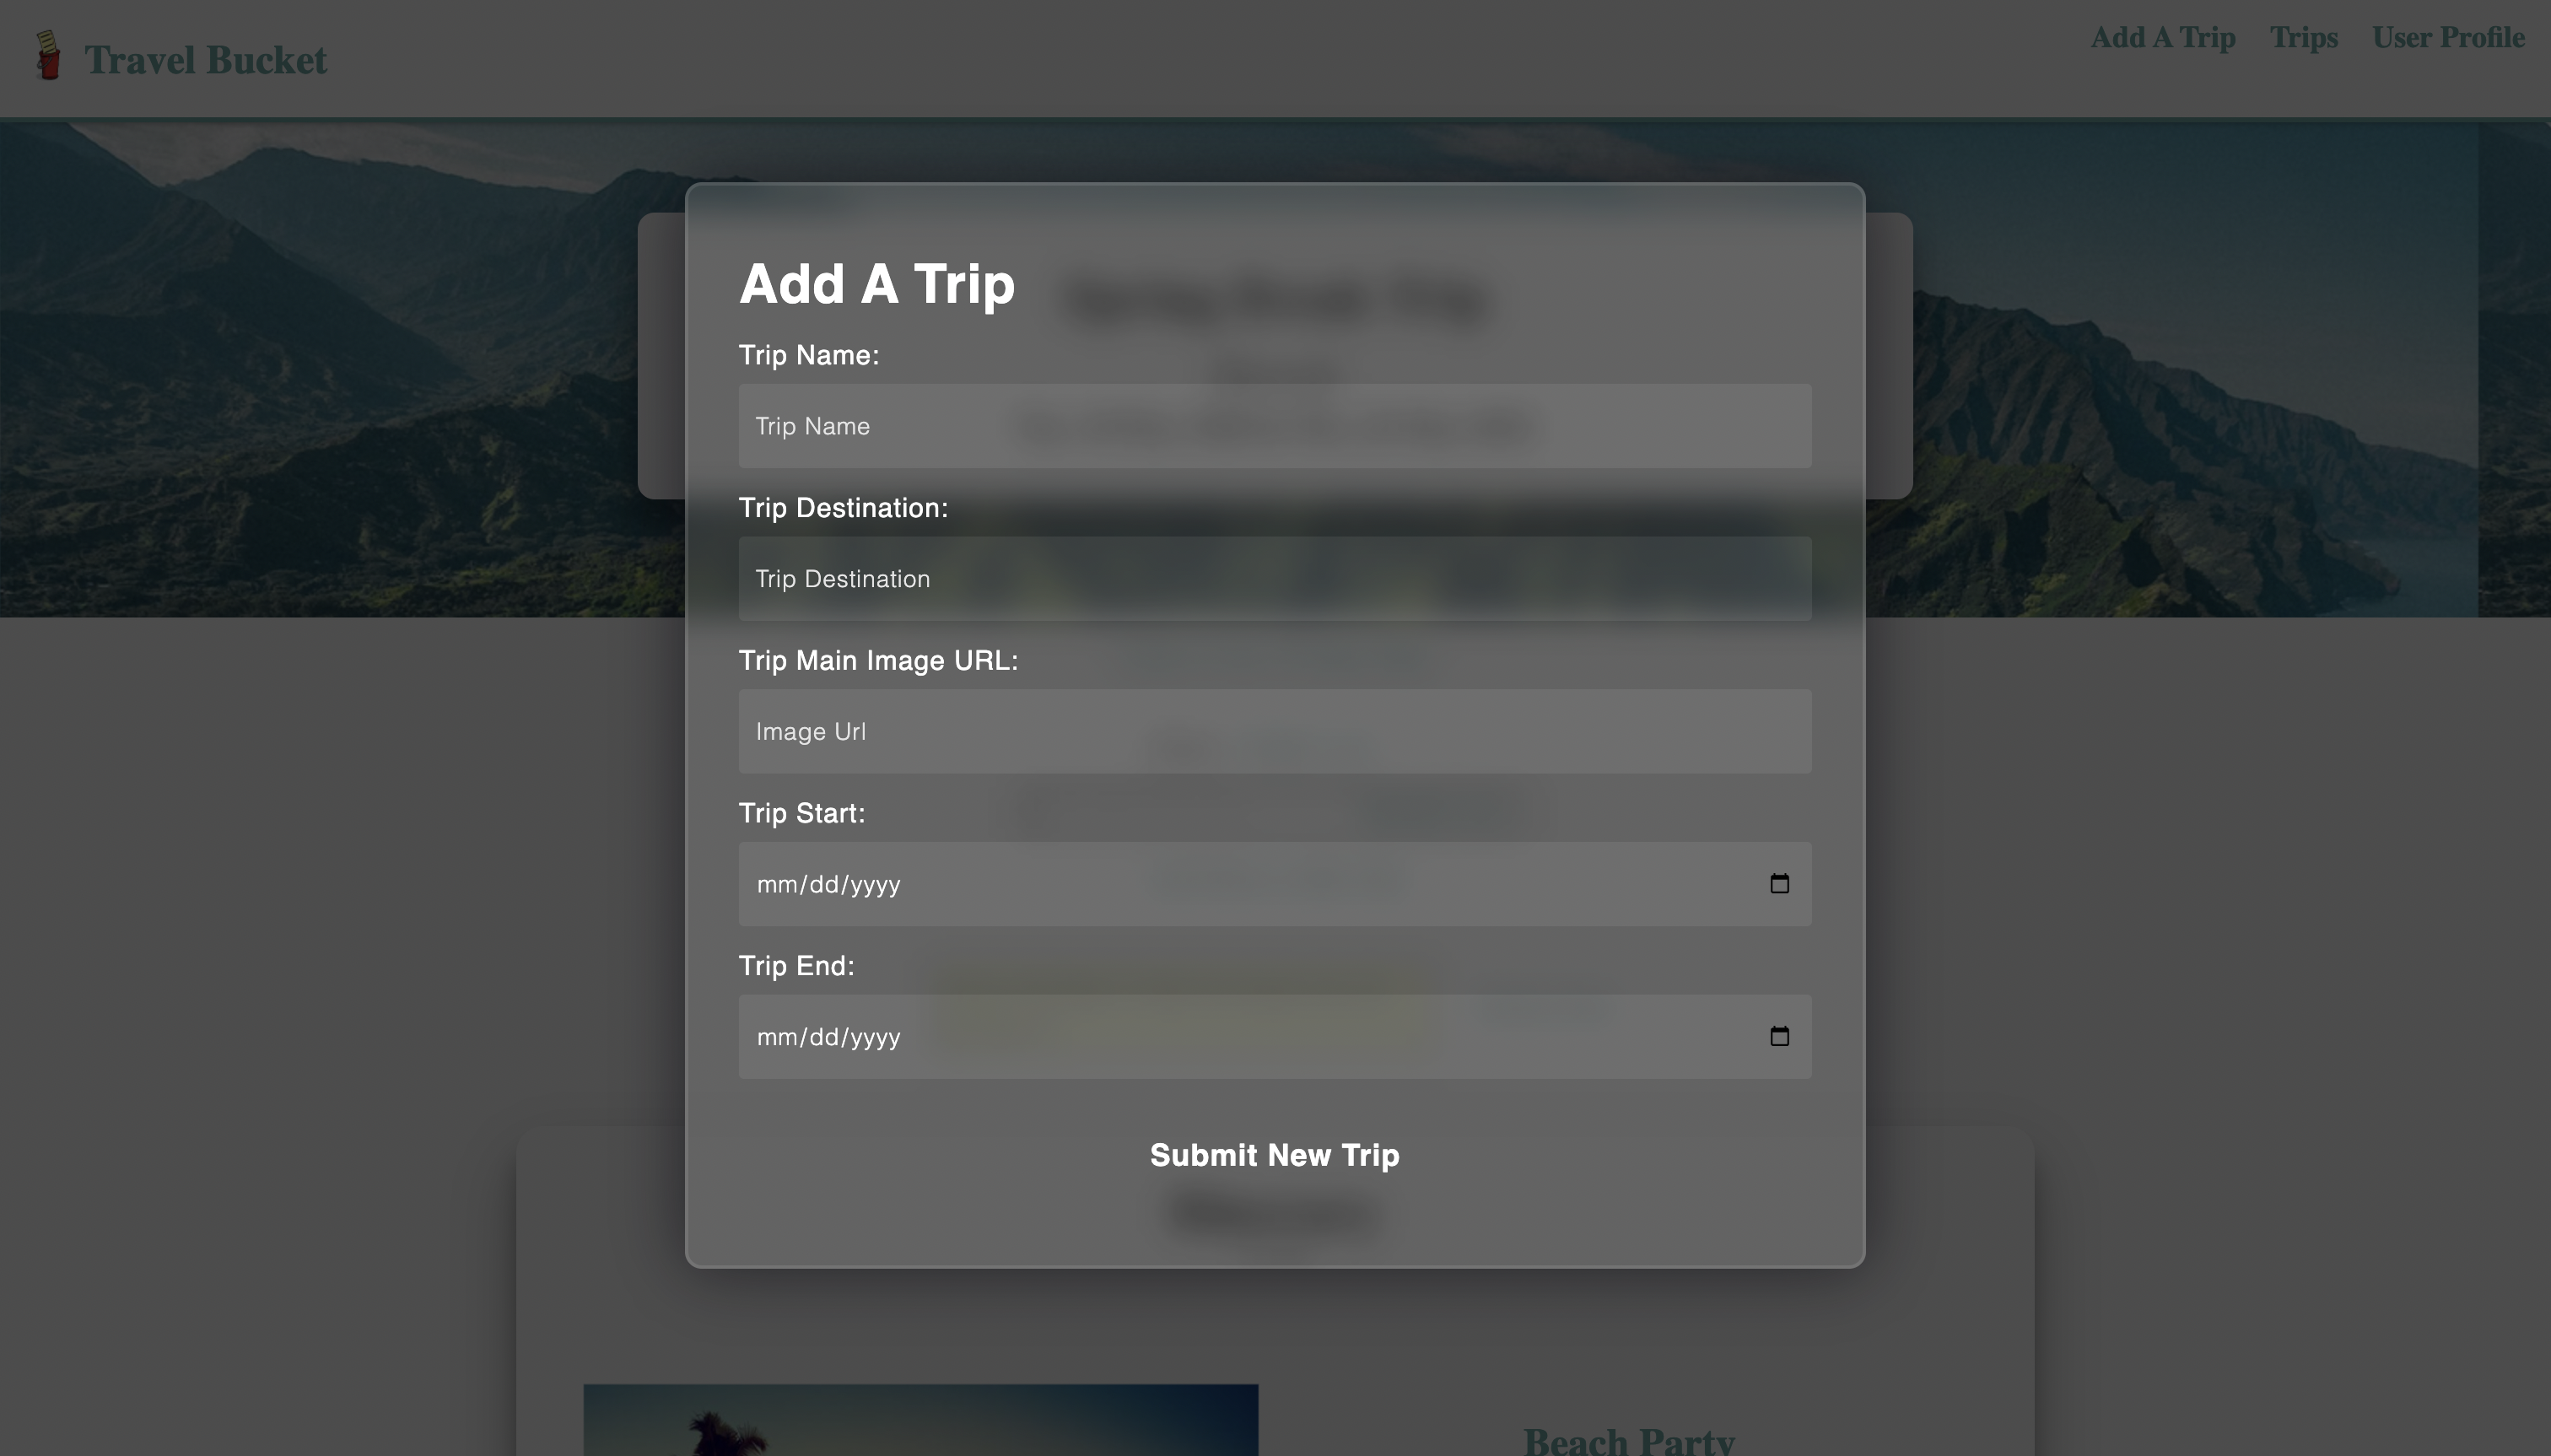 Travel Bucket
Add A Trip
Trips
User Profile
Add A Trip
Trip Name:
Trip Name
Trip Destination:
Trip Destination
Trip Main Image URL:
Image Url
Trip Start:
mm/dd/yyyy
Trip End:
mm/dd/yyyy
Submit New Trip
Beach Party